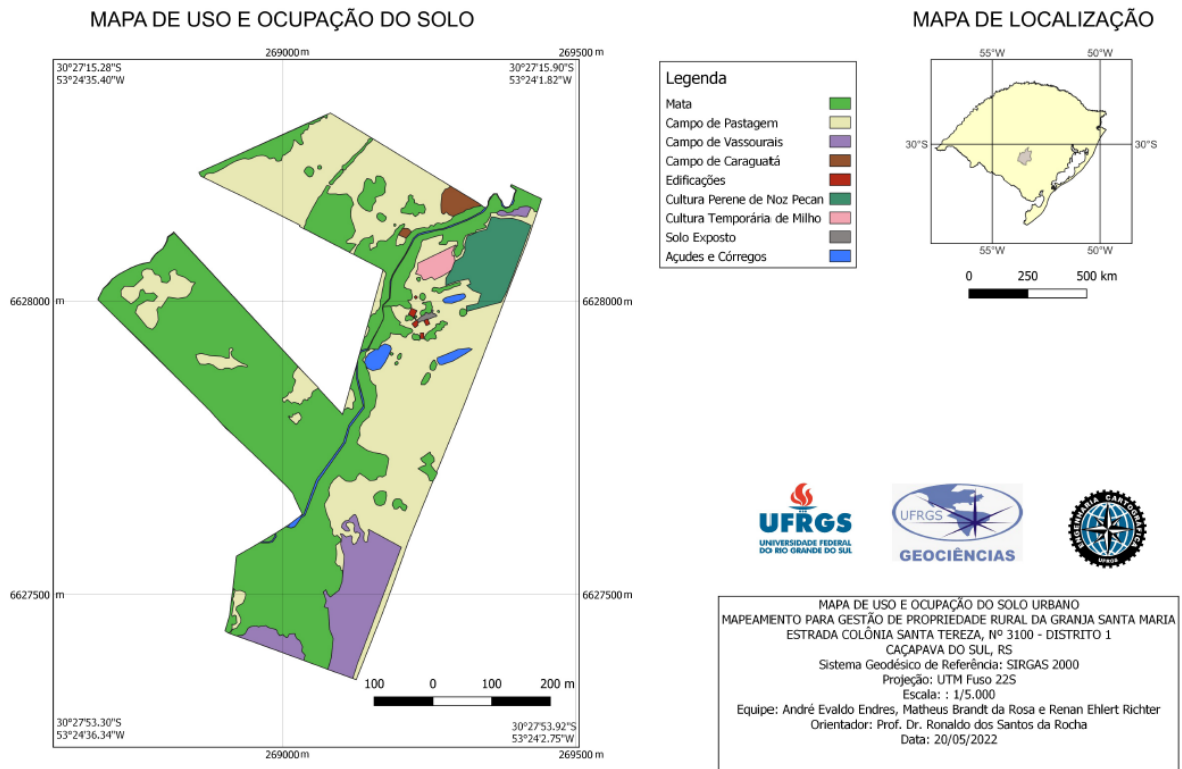 MAPA DE USO E OCUPAÇÃO DO SOLO
MAPA DE LOCALIZAÇÃO
269000 m
269500 m
30°27'15.28"S
53°24'35.40"W
30°27'15.90"S
53°24'1.82"W
6628000 m
6628000 m
6627500 m
6627500 m
100 0 100 200 m
30°27'53.30"S
53°24'36.34"W
30°27'53.92"S
53°24'2.75"W
269000 m
269500 m
Legenda
Mata
Campo de Pastagem
Campo de Vassourais
Campo de Caraguatá
Edificações
Cultura Perene de Noz Pecan
Cultura Temporária de Milho
Solo Exposto
Açudes e Córregos
55°W 50°W
30°S 30°S
55°W 50°W
0 250 500 km
UFRGS
UNIVERSIDADE FEDERAL
DO RIO GRANDE DO SUL
UFRGS
GEOCIÊNCIAS
ENGENHARIA CARTOGRÁFICA
UFRGS
MAPA DE USO E OCUPAÇÃO DO SOLO URBANO
MAPEAMENTO PARA GESTÃO DE PROPRIEDADE RURAL DA GRANJA SANTA MARIA
ESTRADA COLÔNIA SANTA TEREZA, Nº 3100 - DISTRITO 1
CAÇAPAVA DO SUL, RS
Sistema Geodésico de Referência: SIRGAS 2000
Projeção: UTM Fuso 22S
Escala: : 1/5.000
Equipe: André Evaldo Endres, Matheus Brandt da Rosa e Renan Ehlert Richter
Orientador: Prof. Dr. Ronaldo dos Santos da Rocha
Data: 20/05/2022